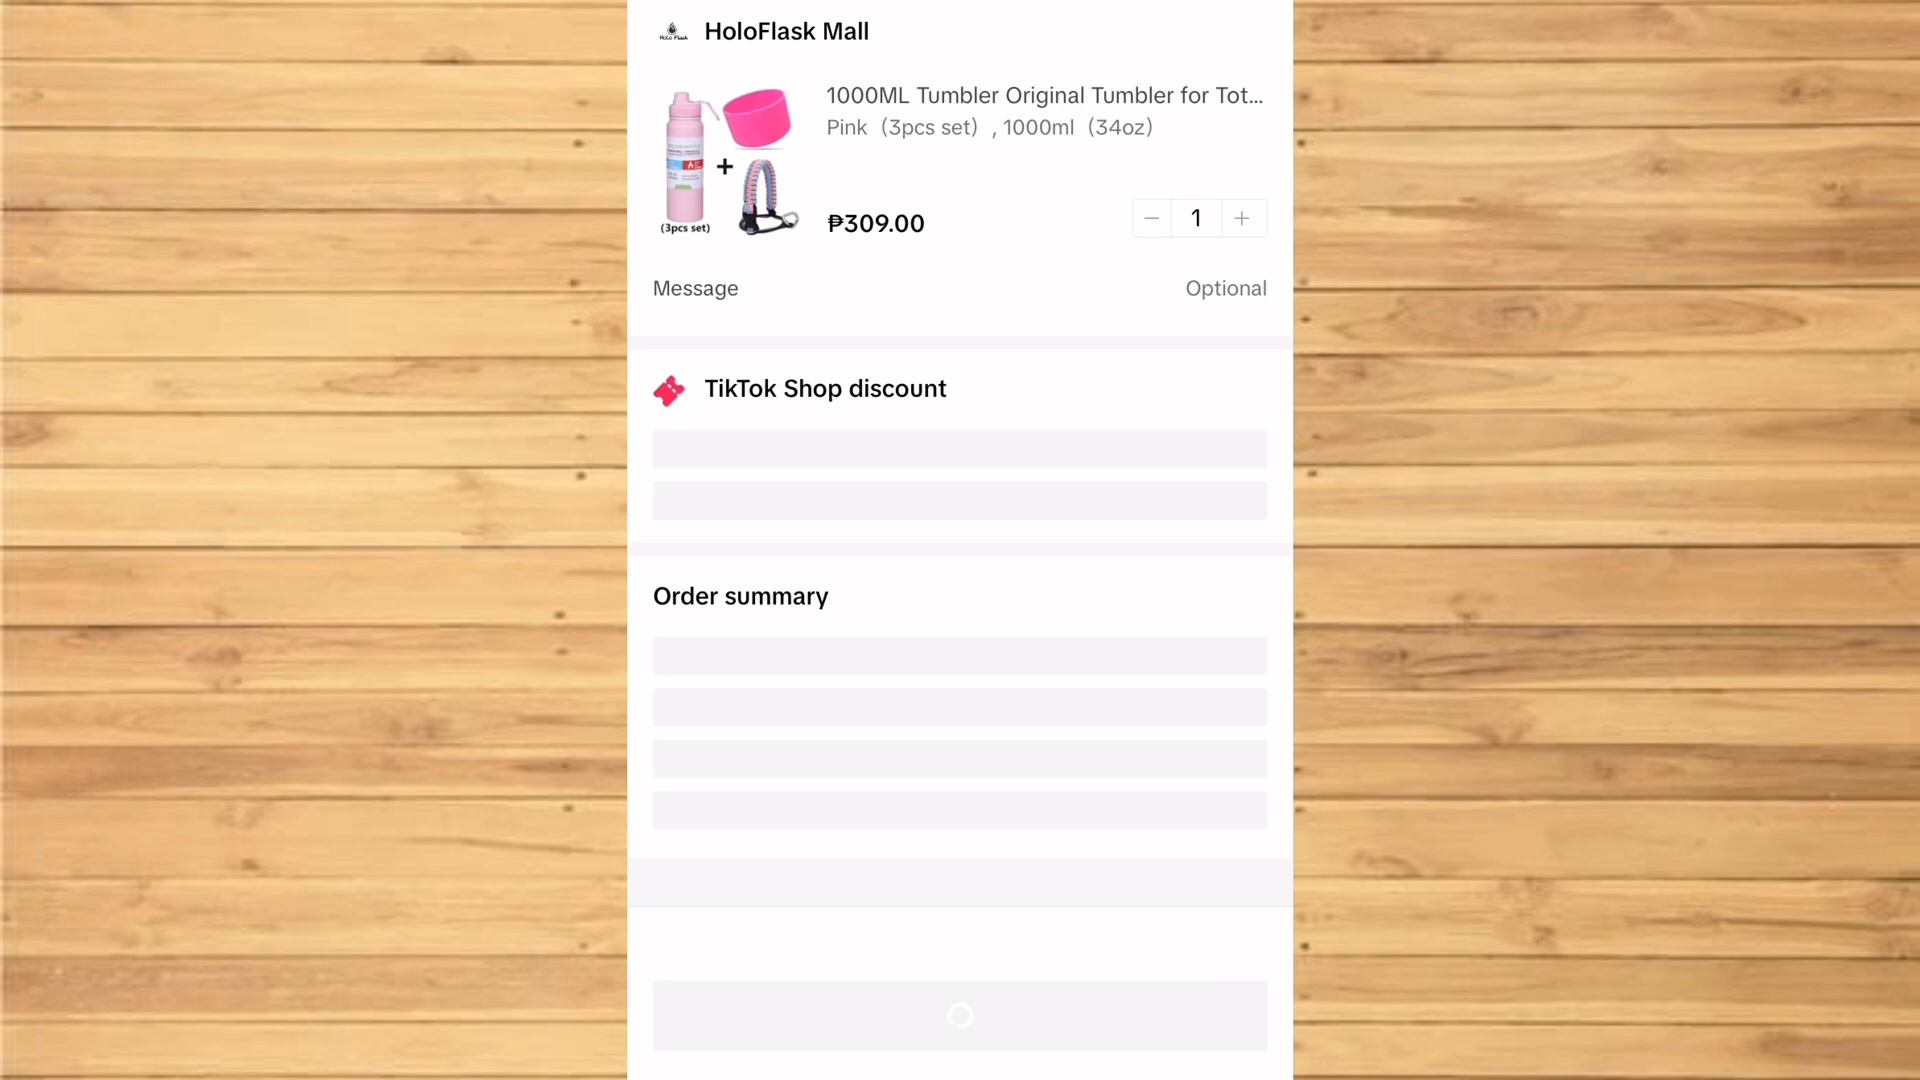 HoloFlask Mall
1000ML Tumbler Original Tumbler for Tot...
Pink (3pcs set) , 1000ml (34oz)
+
(3pcs set)
₱309.00
1
Message
Optional
TikTok Shop discount
Order summary